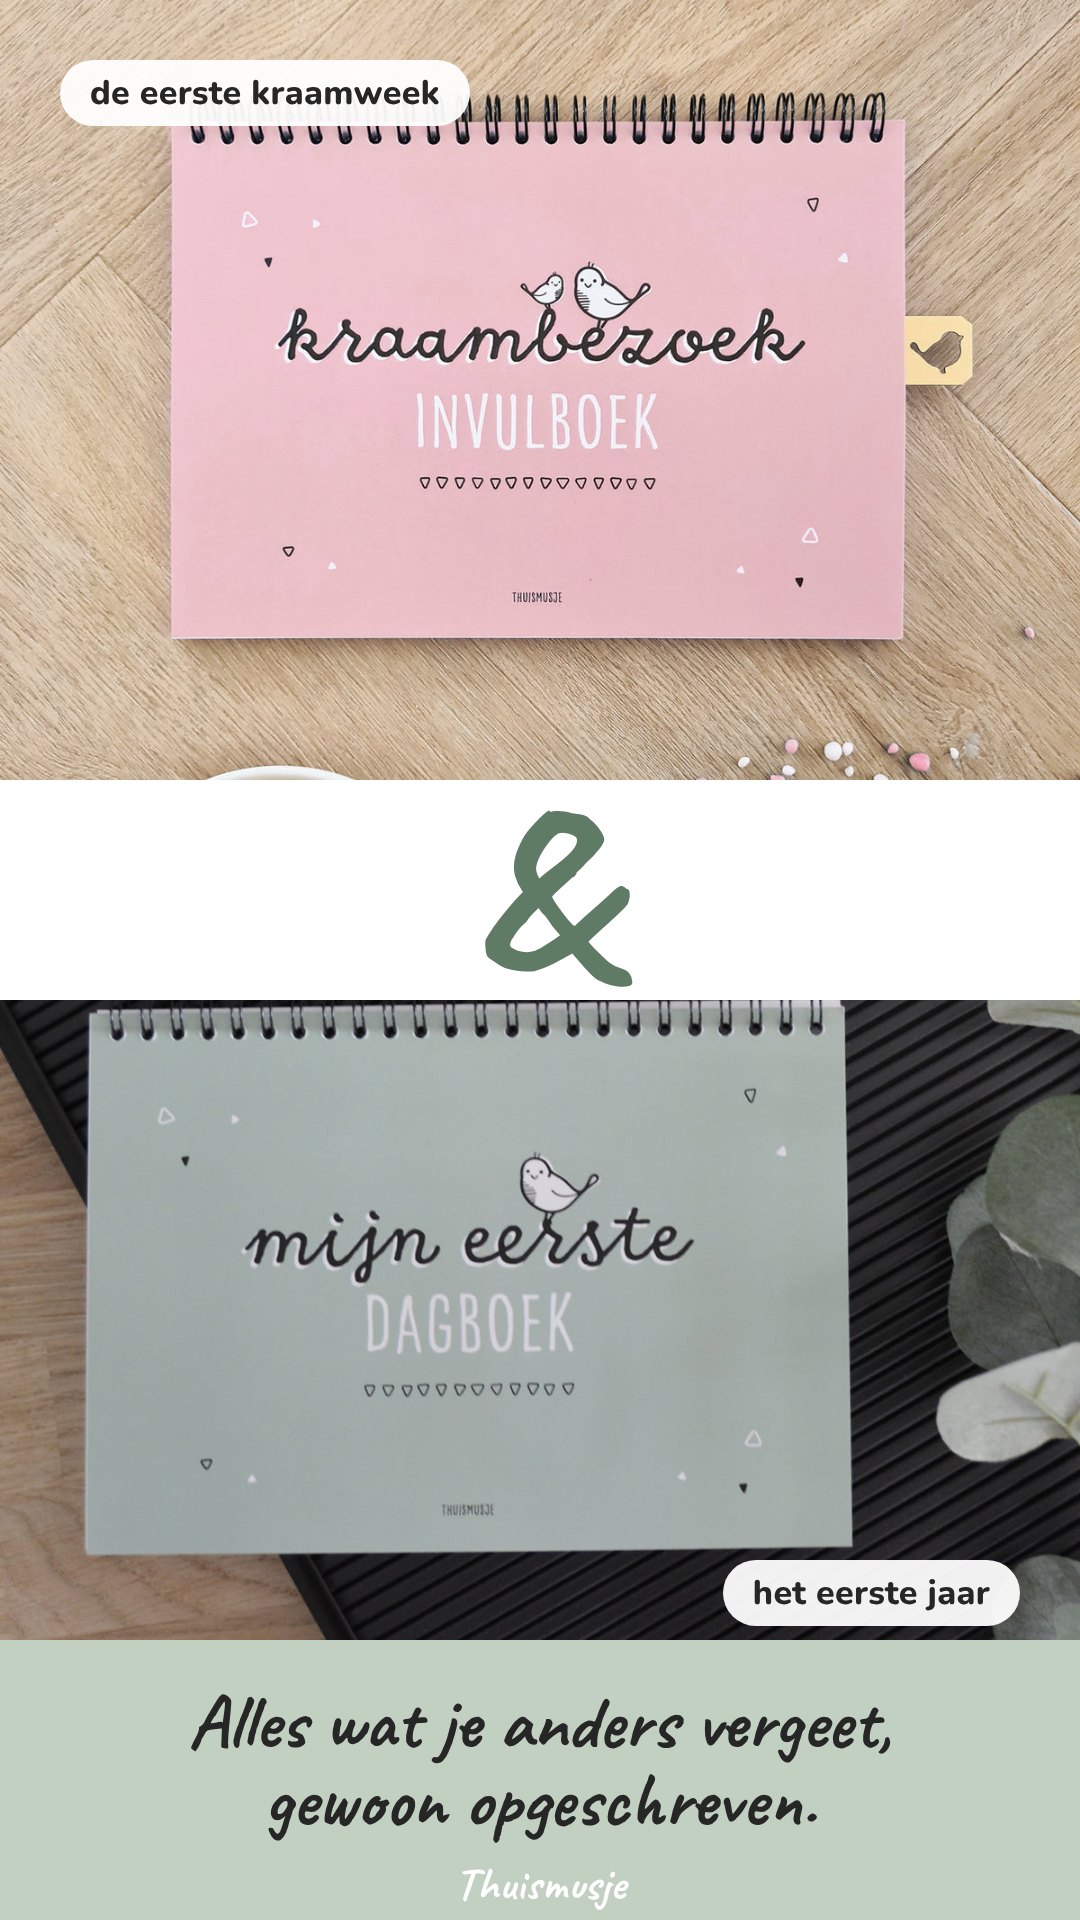 de eerste kraamweek
kraambezoek
INVULBOEK
THUISMUSJE
&
mijn eerste
DAGBOEK
THUISMUSJE
het eerste jaar
Alles wat je anders vergeet,
gewoon opgeschreven.
Thuismusje